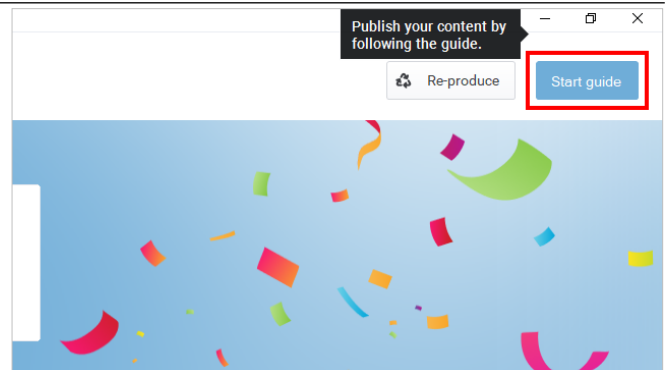 Publish your content by
following the guide.
Re-produce
Start guide